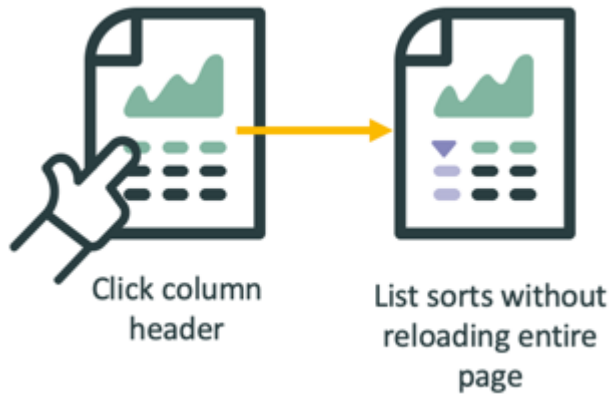 Click column
header
List sorts without
reloading entire
page